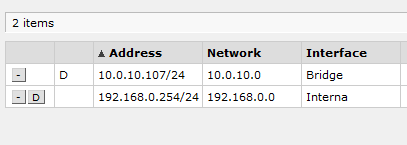 2 items
▲ Address Network Interface
- D 10.0.10.107/24 10.0.10.0 Bridge
- D 192.168.0.254/24 192.168.0.0 Interna